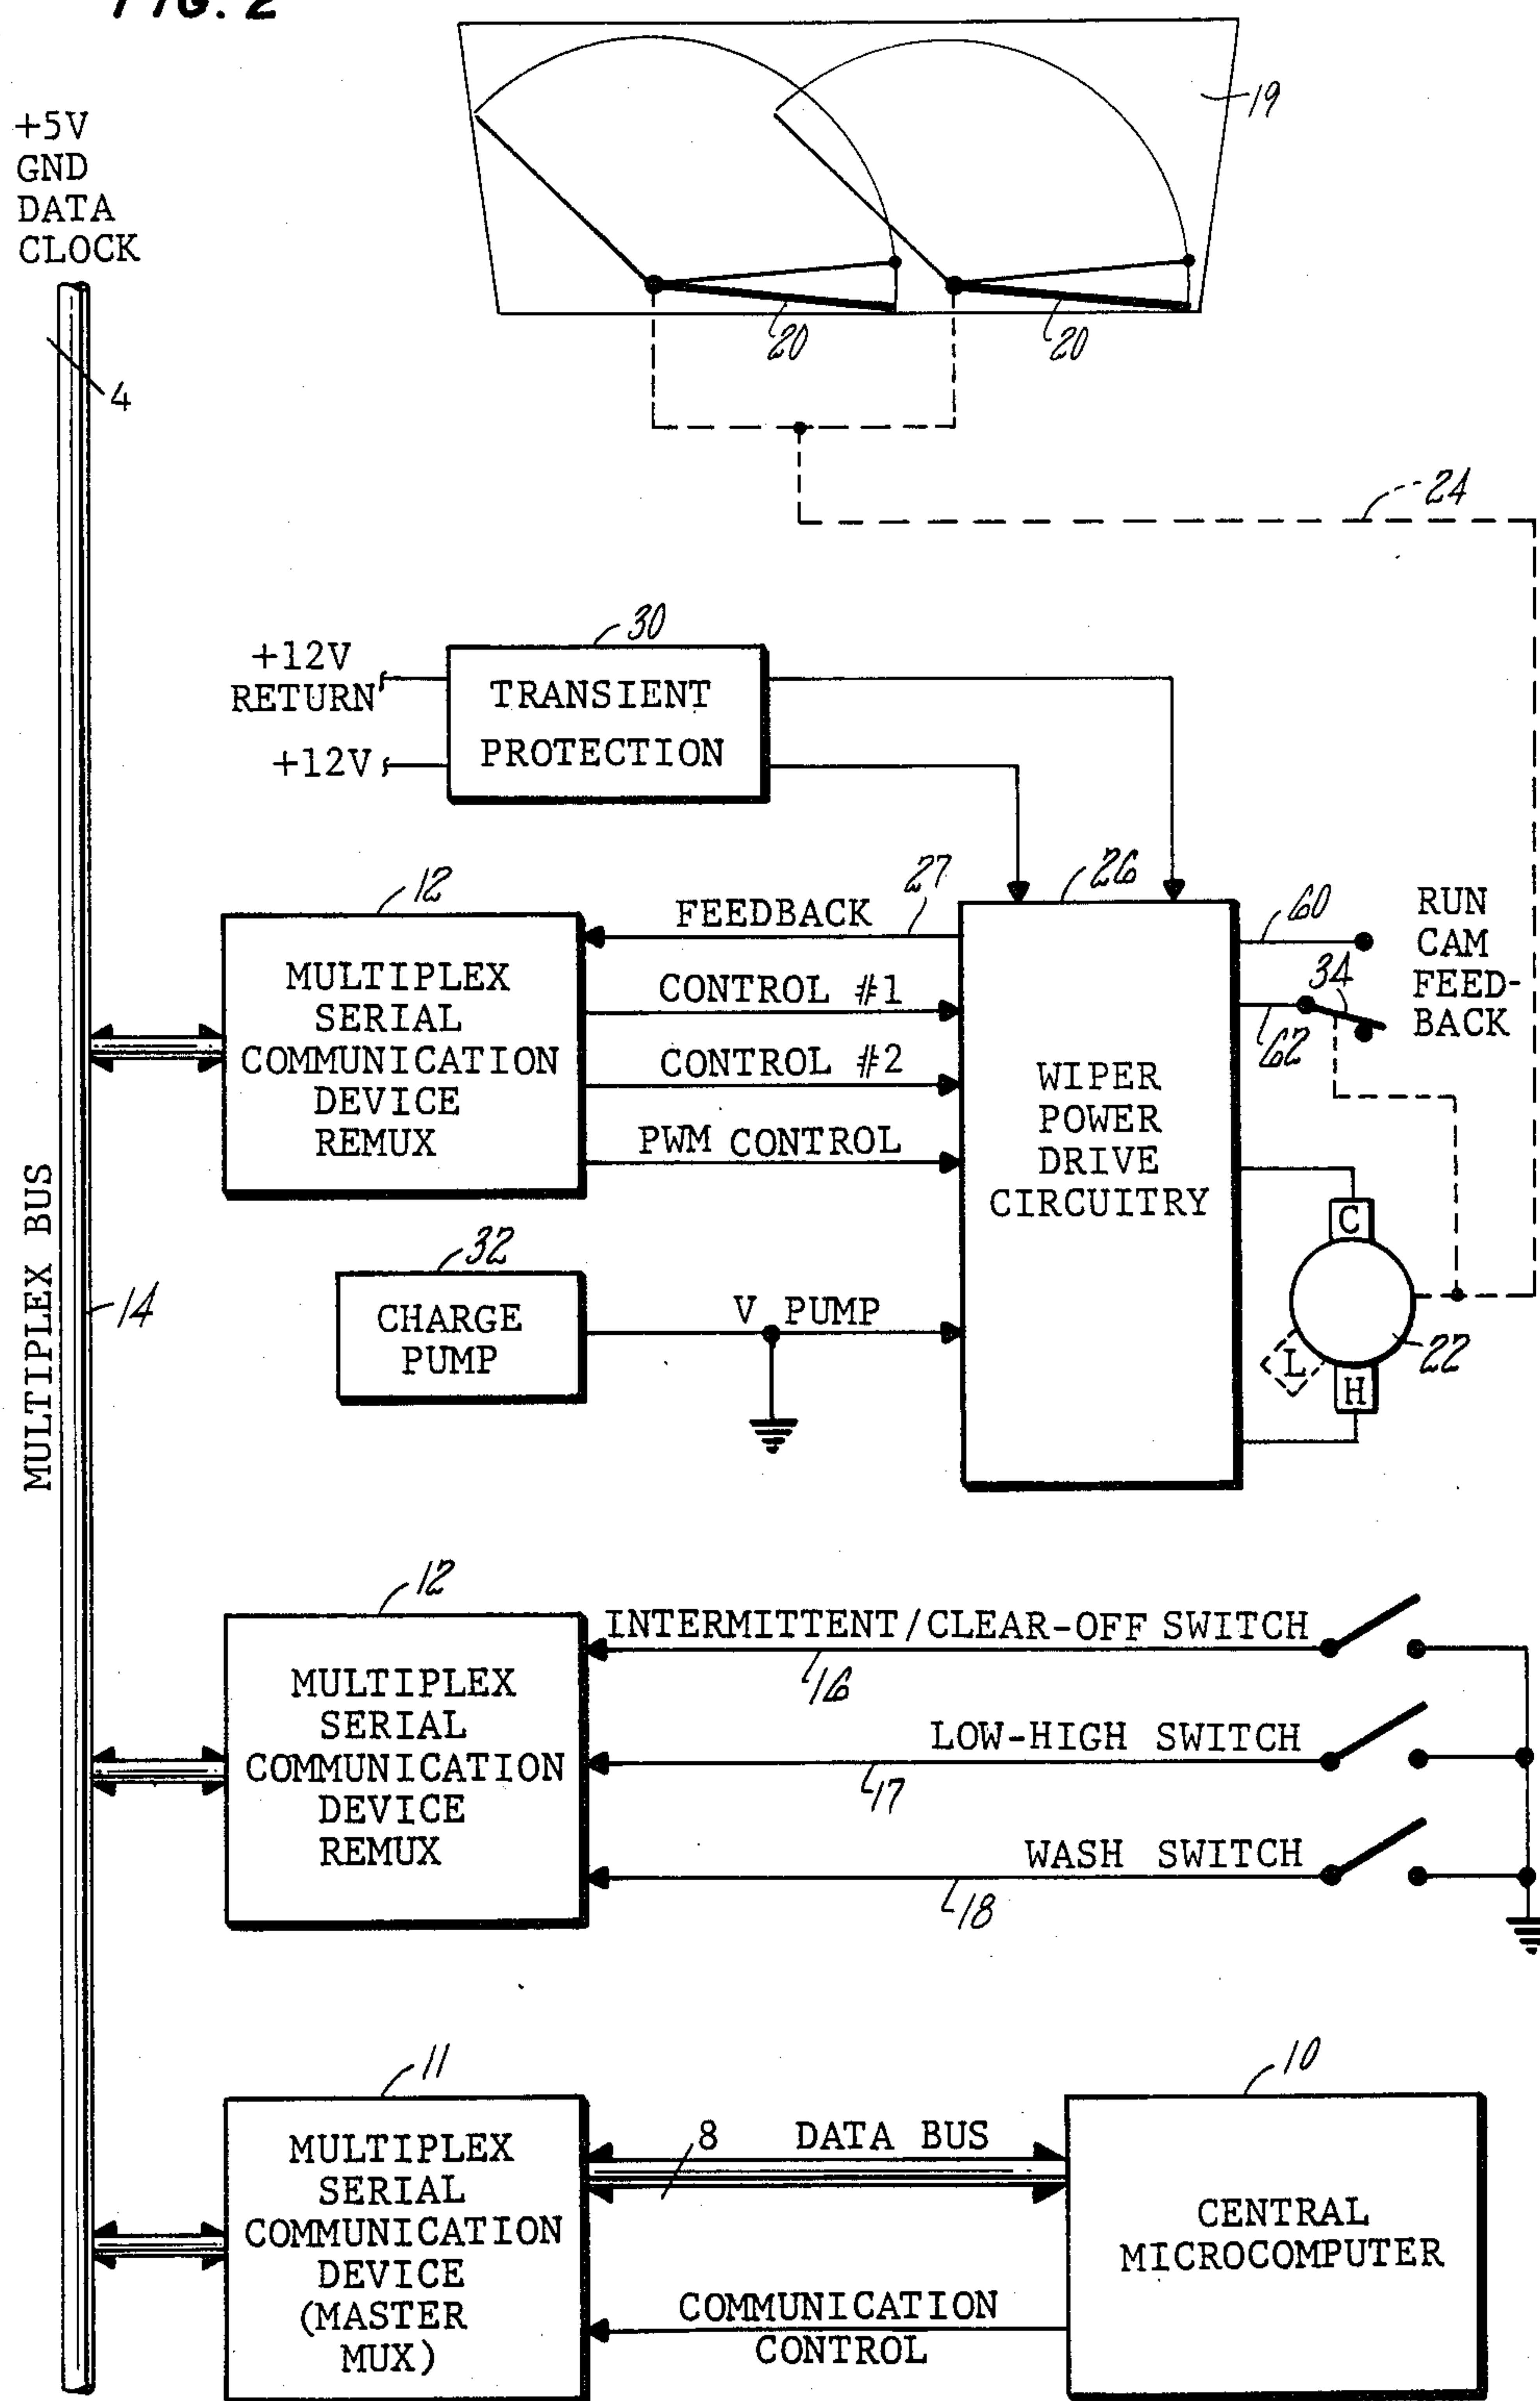 FIG. 2
19
+5V
GND
DATA
CLOCK
20
20
4
24
30
+12V
RETURN
+12V
TRANSIENT
PROTECTION
12
27
26
60
RUN
CAM
FEED-
BACK
34
62
MULTIPLEX
SERIAL
COMMUNICATION
DEVICE
REMUX
FEEDBACK
CONTROL #1
CONTROL #2
PWM CONTROL
WIPER
POWER
DRIVE
CIRCUITRY
C
L
H
22
MULTIPLEX BUS
14
32
CHARGE
PUMP
V PUMP
12
MULTIPLEX
SERIAL
COMMUNICATION
DEVICE
REMUX
INTERMITTENT/CLEAR-OFF SWITCH
16
LOW-HIGH SWITCH
17
WASH SWITCH
18
11
MULTIPLEX
SERIAL
COMMUNICATION
DEVICE
(MASTER
MUX)
8
DATA BUS
COMMUNICATION
CONTROL
10
CENTRAL
MICROCOMPUTER